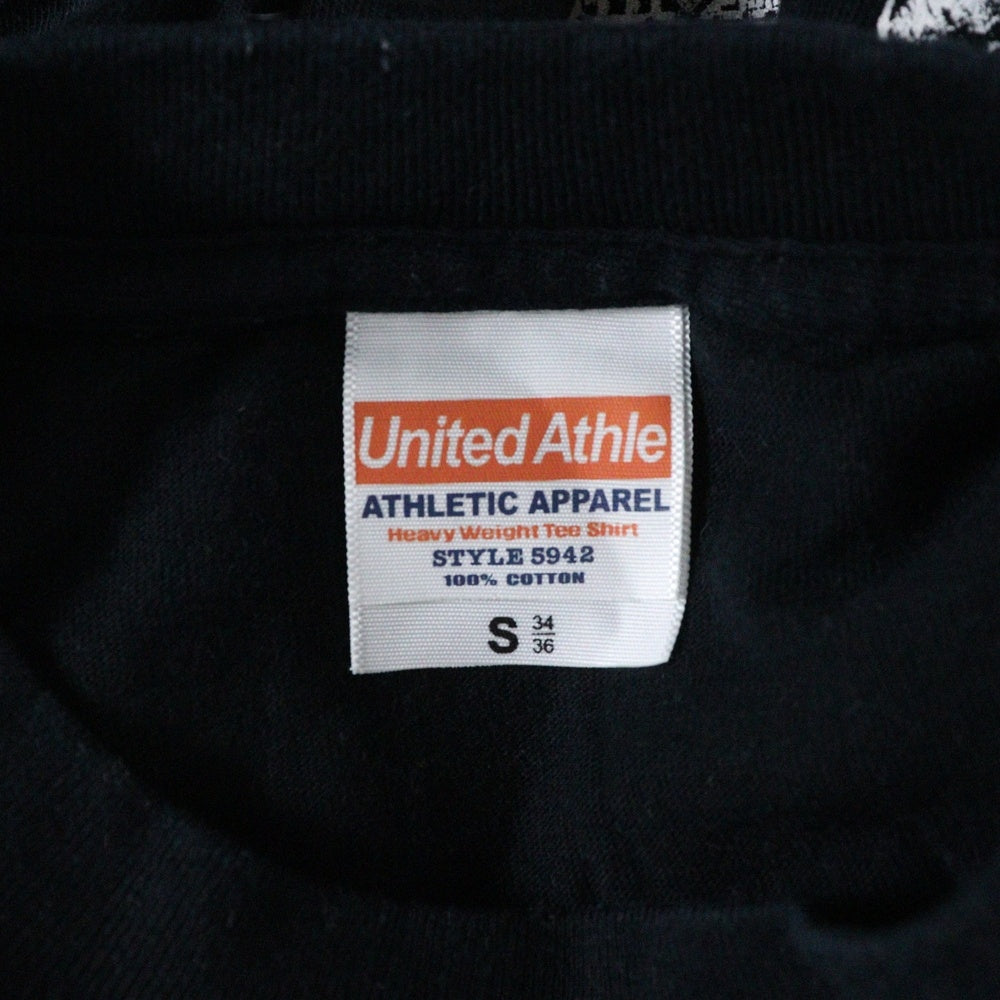 United Athle
ATHLETIC APPAREL
Heavy Weight Tee Shirt
STYLE 5942
100% COTTON
S 34
36